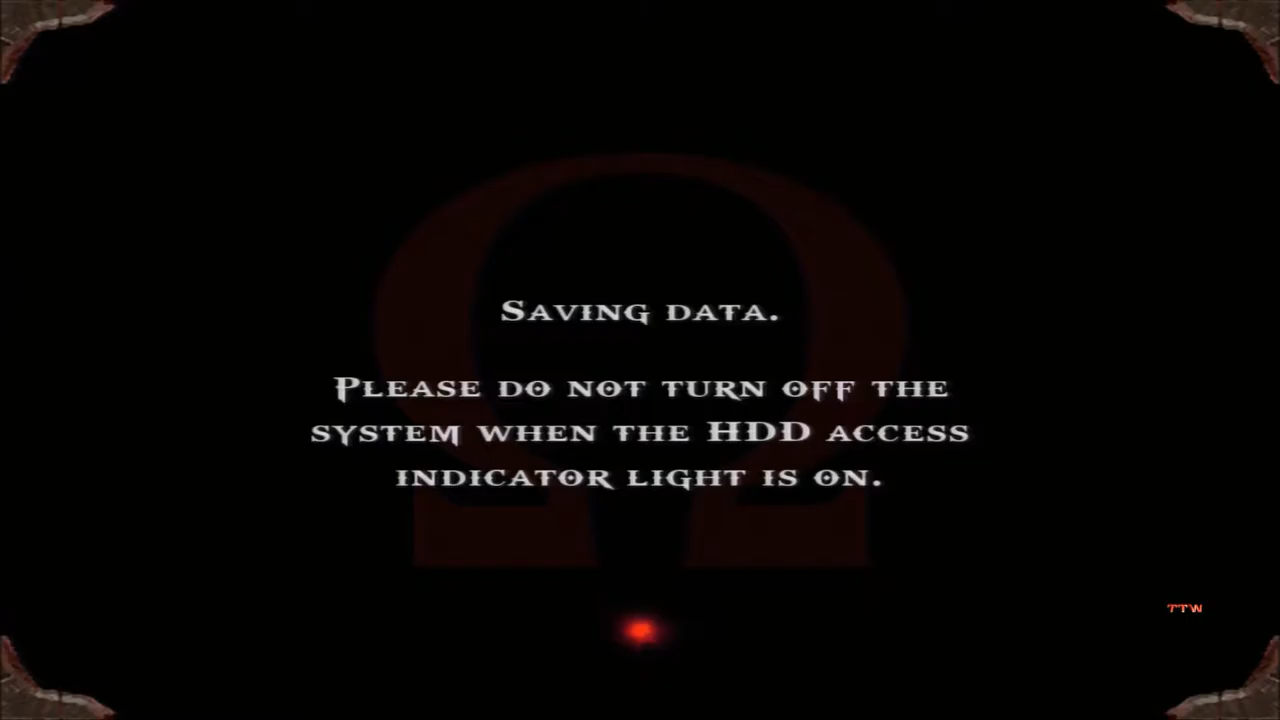 Saving data.
Please do not turn off the
system when the HDD access
indicator light is on.
TTW